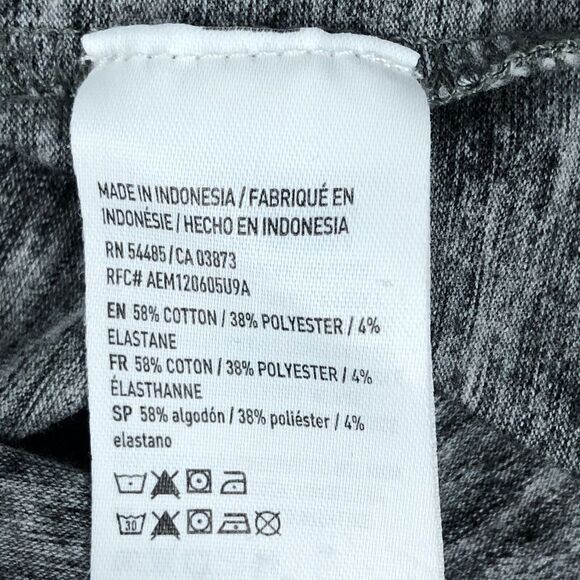 MADE IN INDONESIA / FABRIQUÉ EN
INDONÉSIE / HECHO EN INDONESIA
RN 54485 / CA 03873
RFC# AEM120605U9A
EN 58% COTTON / 38% POLYESTER / 4%
ELASTANE
FR 58% COTON / 38% POLYESTER / 4%
ÉLASTHANNE
SP 58% algodón / 38% poliéster / 4%
elastano
30